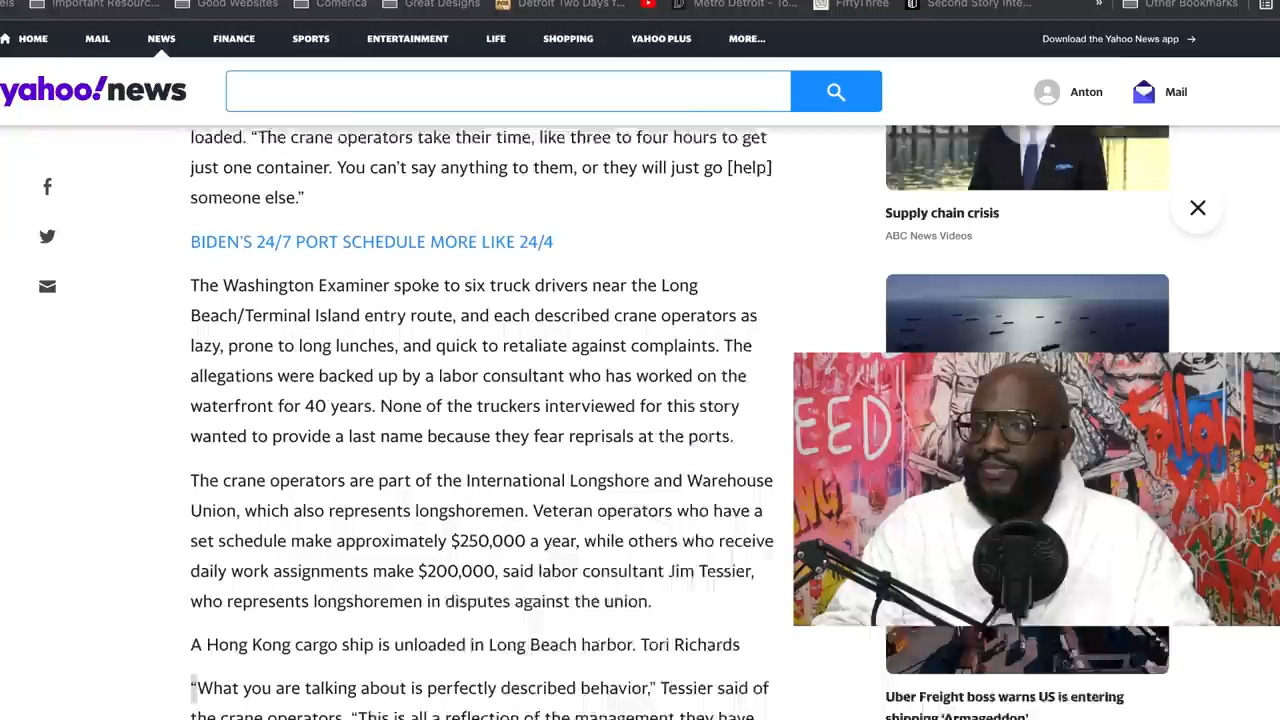 Important Resourc...
Good Websites
Comerica
Great Designs
Detroit Two Days f...
Metro Detroit - To...
FiftyThree
Second Story Inte...
»
Other Bookmarks
HOME
MAIL
NEWS
FINANCE
SPORTS
ENTERTAINMENT
LIFE
SHOPPING
YAHOO PLUS
MORE...
Download the Yahoo News app →
yahoo!news
Anton
Mail
loaded. “The crane operators take their time, like three to four hours to get
just one container. You can’t say anything to them, or they will just go [help]
someone else.”
BIDEN’S 24/7 PORT SCHEDULE MORE LIKE 24/4
The Washington Examiner spoke to six truck drivers near the Long
Beach/Terminal Island entry route, and each described crane operators as
lazy, prone to long lunches, and quick to retaliate against complaints. The
allegations were backed up by a labor consultant who has worked on the
waterfront for 40 years. None of the truckers interviewed for this story
wanted to provide a last name because they fear reprisals at the ports.
The crane operators are part of the International Longshore and Warehouse
Union, which also represents longshoremen. Veteran operators who have a
set schedule make approximately $250,000 a year, while others who receive
daily work assignments make $200,000, said labor consultant Jim Tessier,
who represents longshoremen in disputes against the union.
A Hong Kong cargo ship is unloaded in Long Beach harbor. Tori Richards
“What you are talking about is perfectly described behavior,” Tessier said of
the crane operators. “This is all a reflection of the management they have
Supply chain crisis
ABC News Videos
EED
Follow
YOUR
Uber Freight boss warns US is entering
shipping ‘Armageddon’